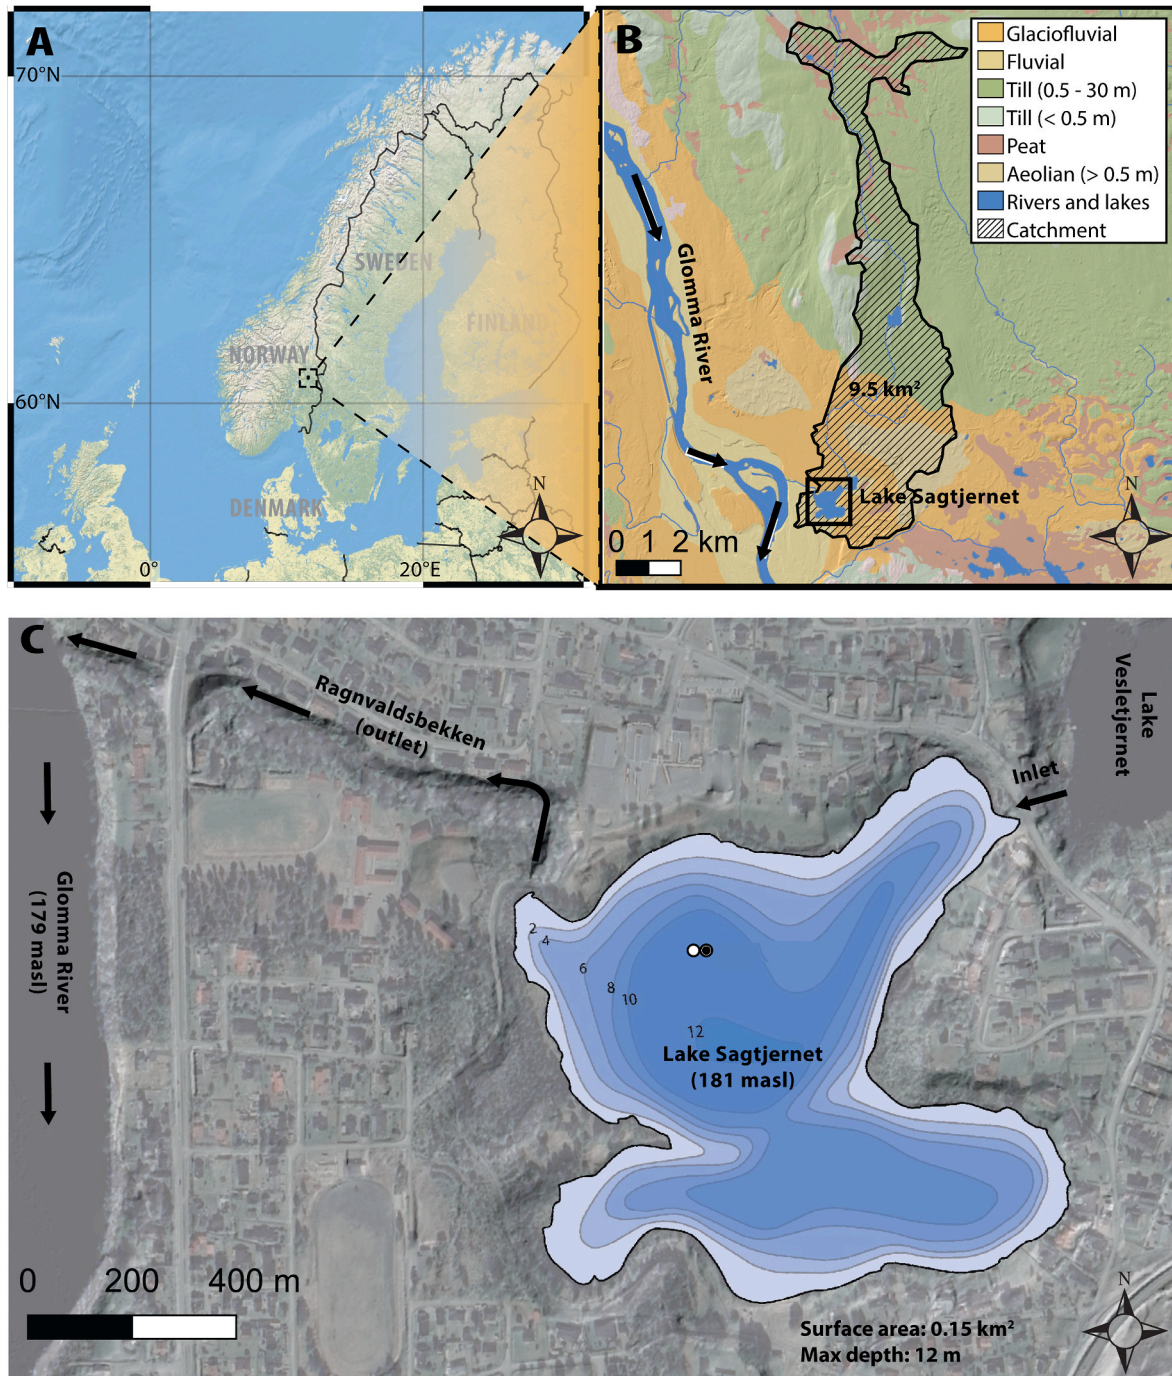 A
70°N
SWEDEN
FINLAND
NORWAY
60°N
DENMARK
N
0°
20°E
B
Glaciofluvial
Fluvial
Till (0.5 - 30 m)
Till (< 0.5 m)
Peat
Aeolian (> 0.5 m)
Rivers and lakes
Catchment
Glomma River
9.5 km²
Lake Sagtjernet
N
0 1 2 km
C
Ragnvaldsbekken
(outlet)
Lake
Vesletjernet
Inlet
Glomma River
(179 masl)
2
4
6
8
10
12
Lake Sagtjernet
(181 masl)
0 200 400 m
N
Surface area: 0.15 km²
Max depth: 12 m